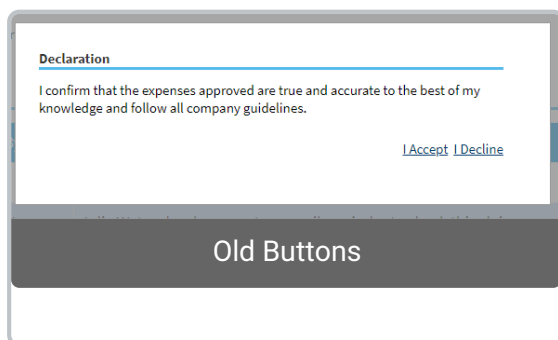 Declaration
I confirm that the expenses approved are true and accurate to the best of my
knowledge and follow all company guidelines.
I Accept I Decline
Old Buttons